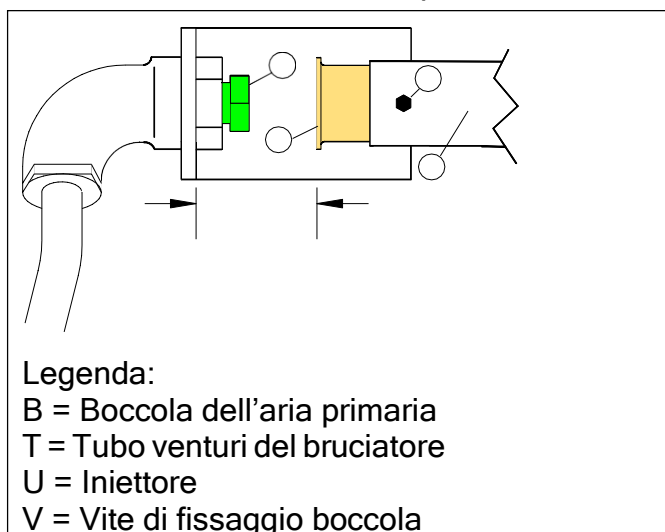 Legenda:
B = Boccola dell'aria primaria
T = Tubo venturi del bruciatore
U = Iniettore
V = Vite di fissaggio boccola